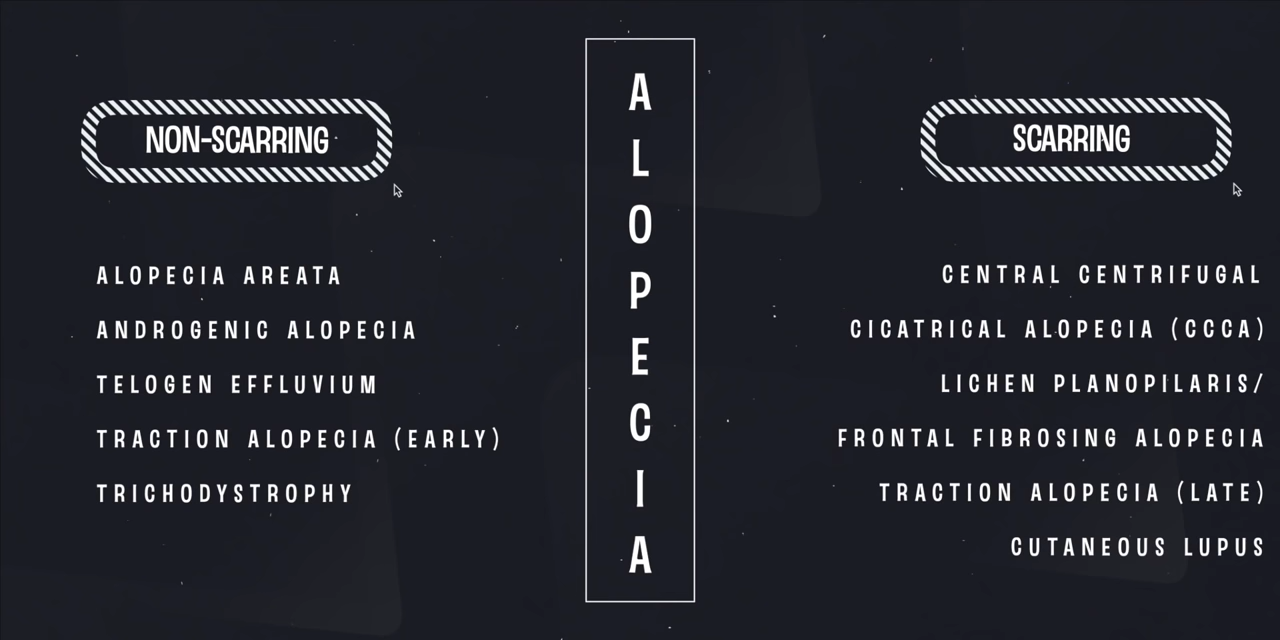 NON-SCARRING
ALOPECIA AREATA
ANDROGENIC ALOPECIA
TELOGEN EFFLUVIUM
TRACTION ALOPECIA (EARLY)
TRICHODYSTROPHY
ALOPECIA
SCARRING
CENTRAL CENTRIFUGAL
CICATRICAL ALOPECIA (CCCA)
LICHEN PLANOPILARIS/
FRONTAL FIBROSING ALOPECIA
TRACTION ALOPECIA (LATE)
CUTANEOUS LUPUS